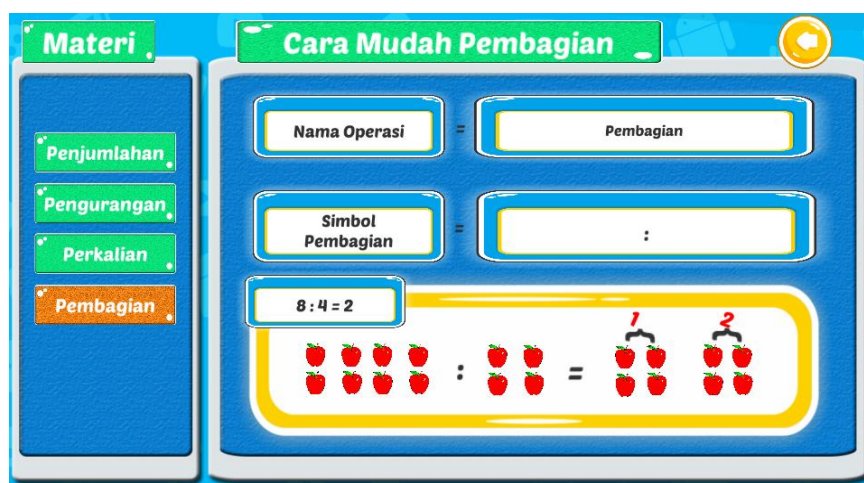 Materi
Cara Mudah Pembagian
Penjumlahan
Pengurangan
Perkalian
Pembagian
Nama Operasi = Pembagian
Simbol
Pembagian = :
8 : 4 = 2
1 2
: =